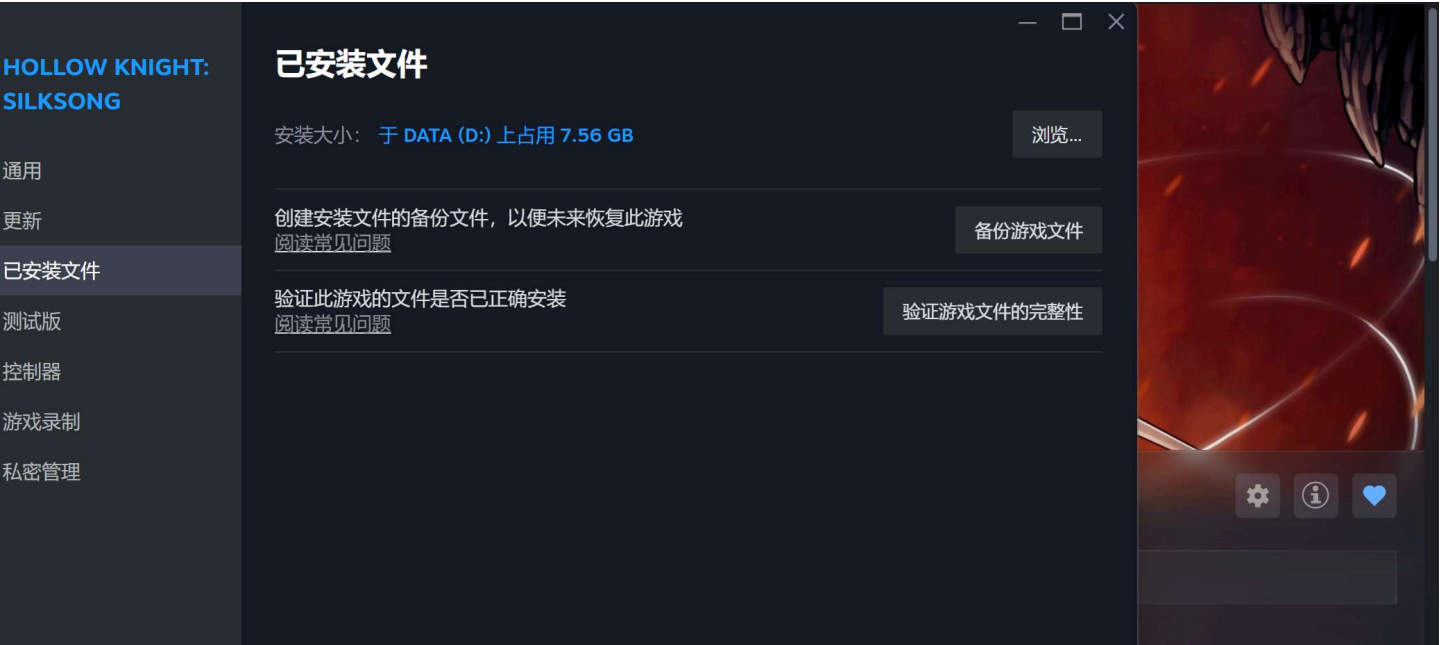 HOLLOW KNIGHT:
SILKSONG
通用
更新
已安装文件
测试版
控制器
游戏录制
私密管理
已安装文件
安装大小： 于 DATA (D:) 上占用 7.56 GB
浏览...
创建安装文件的备份文件，以便未来恢复此游戏
阅读常见问题
备份游戏文件
验证此游戏的文件是否已正确安装
阅读常见问题
验证游戏文件的完整性